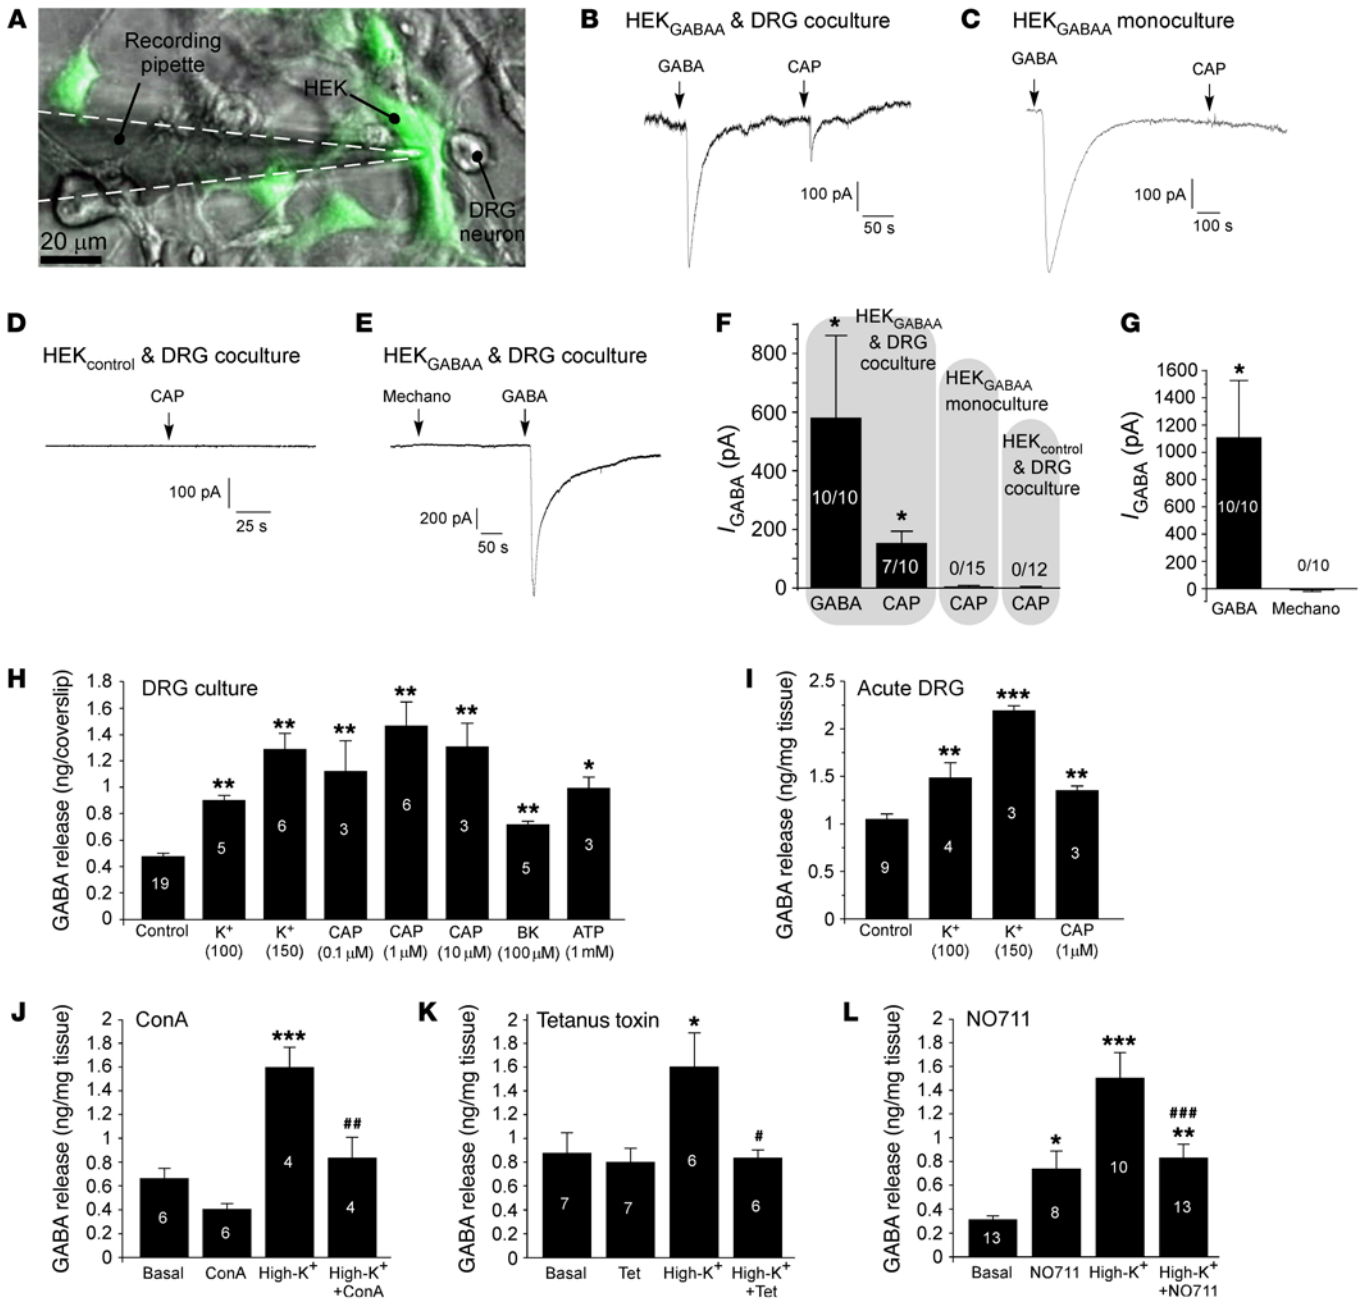 A
Recording
pipette
HEK
DRG
neuron
20 μm
B
HEKGABAA & DRG coculture
GABA
CAP
100 pA
50 s
C
HEKGABAA monoculture
GABA
CAP
100 pA
100 s
D
HEKcontrol & DRG coculture
CAP
100 pA
25 s
E
HEKGABAA & DRG coculture
Mechano
GABA
200 pA
50 s
F
IGABA (pA)
800
600
400
200
0
*
*
HEKGABAA
& DRG
coculture
HEKGABAA
monoculture
HEKcontrol
& DRG
coculture
10/10
7/10
0/15
0/12
GABA
CAP
CAP
CAP
G
IGABA (pA)
1600
1400
1200
1000
800
600
400
200
0
*
10/10
0/10
GABA
Mechano
H
DRG culture
GABA release (ng/coverslip)
1.8
1.6
1.4
1.2
1
0.8
0.6
0.4
0.2
0
** ** ** ** ** ** *
19 5 6 3 6 3 5 3
Control K+ K+ CAP CAP CAP BK ATP
(100) (150) (0.1 μM) (1 μM) (10 μM) (100 μM) (1 mM)
I
Acute DRG
GABA release (ng/mg tissue)
2.5
2
1.5
1
0.5
0
** *** **
9 4 3 3
Control K+ K+ CAP
(100) (150) (1μM)
J
ConA
GABA release (ng/mg tissue)
2
1.8
1.6
1.4
1.2
1
0.8
0.6
0.4
0.2
0
***
##
6 6 4 4
Basal ConA High-K+ High-K+
+ConA
K
Tetanus toxin
GABA release (ng/mg tissue)
2
1.8
1.6
1.4
1.2
1
0.8
0.6
0.4
0.2
0
*
#
7 7 6 6
Basal Tet High-K+ High-K+
+Tet
L
NO711
GABA release (ng/mg tissue)
2
1.8
1.6
1.4
1.2
1
0.8
0.6
0.4
0.2
0
***
###
* **
13 8 10 13
Basal NO711 High-K+ High-K+
+NO711